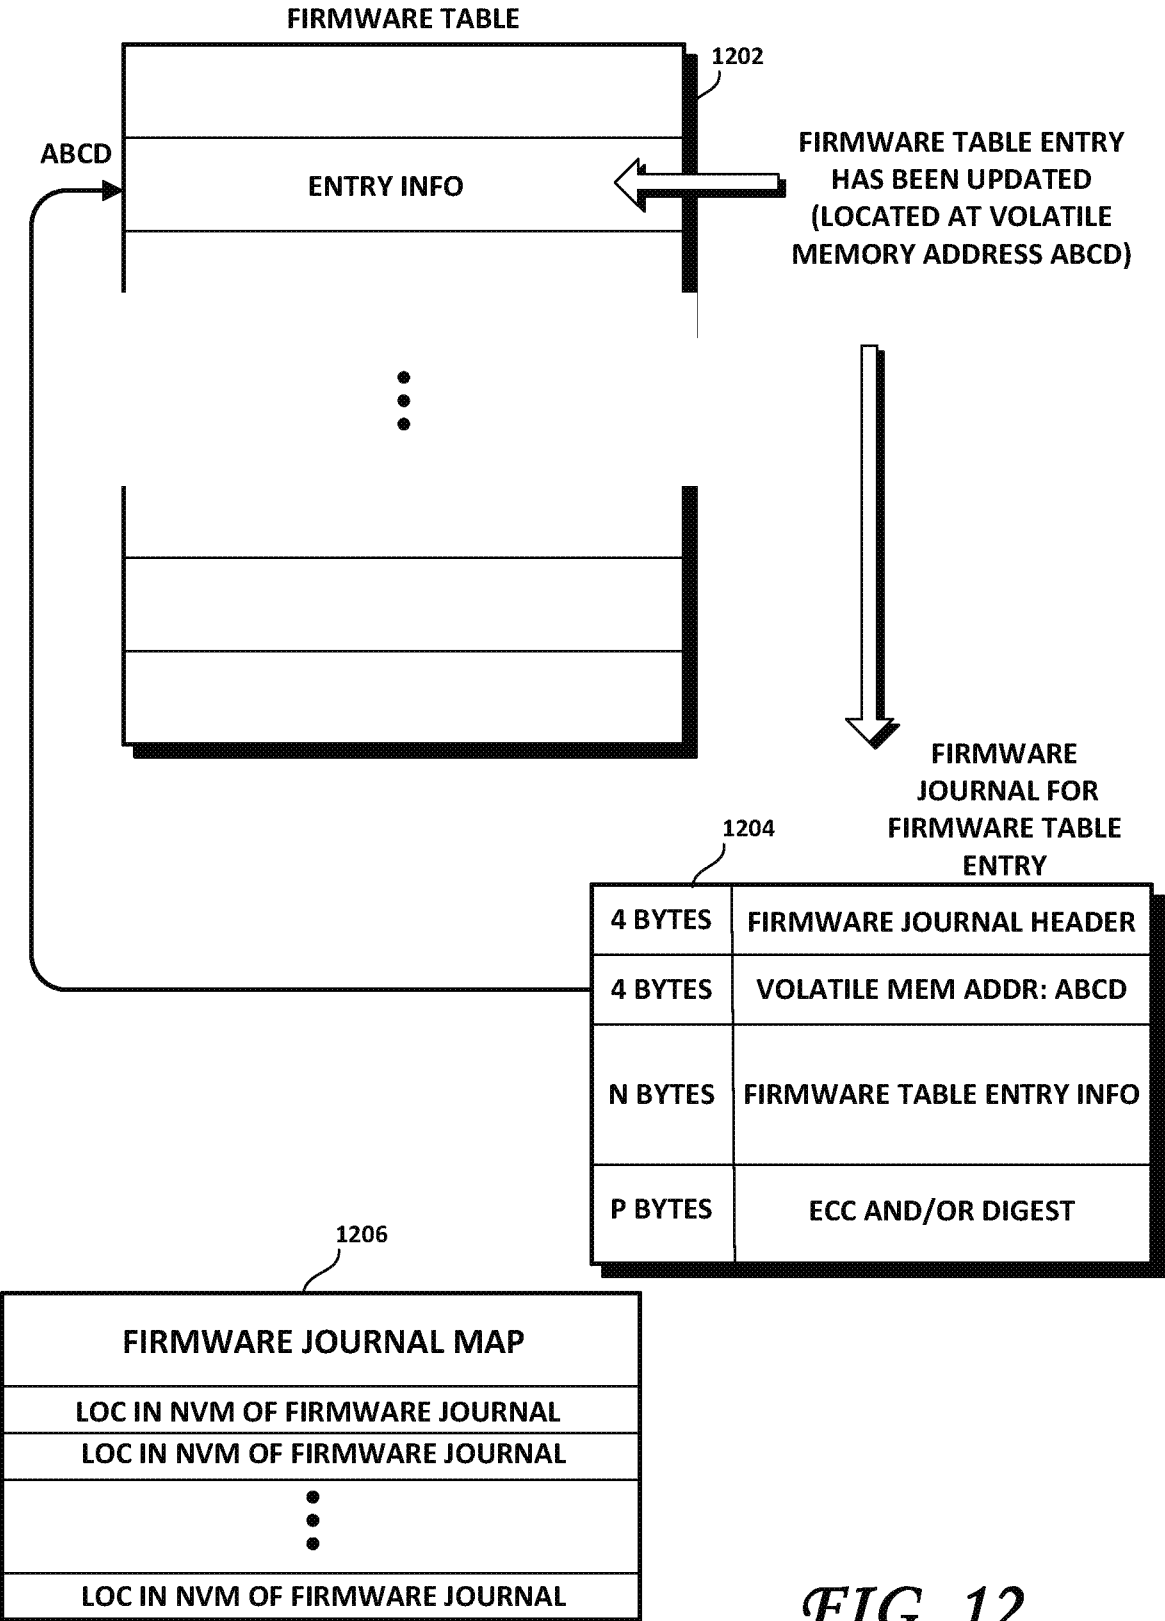 FIRMWARE TABLE
1202
ABCD
ENTRY INFO
FIRMWARE TABLE ENTRY
HAS BEEN UPDATED
(LOCATED AT VOLATILE
MEMORY ADDRESS ABCD)
FIRMWARE
JOURNAL FOR
FIRMWARE TABLE
ENTRY
1204
4 BYTES FIRMWARE JOURNAL HEADER
4 BYTES VOLATILE MEM ADDR: ABCD
N BYTES FIRMWARE TABLE ENTRY INFO
P BYTES ECC AND/OR DIGEST
1206
FIRMWARE JOURNAL MAP
LOC IN NVM OF FIRMWARE JOURNAL
LOC IN NVM OF FIRMWARE JOURNAL
LOC IN NVM OF FIRMWARE JOURNAL
FIG. 12